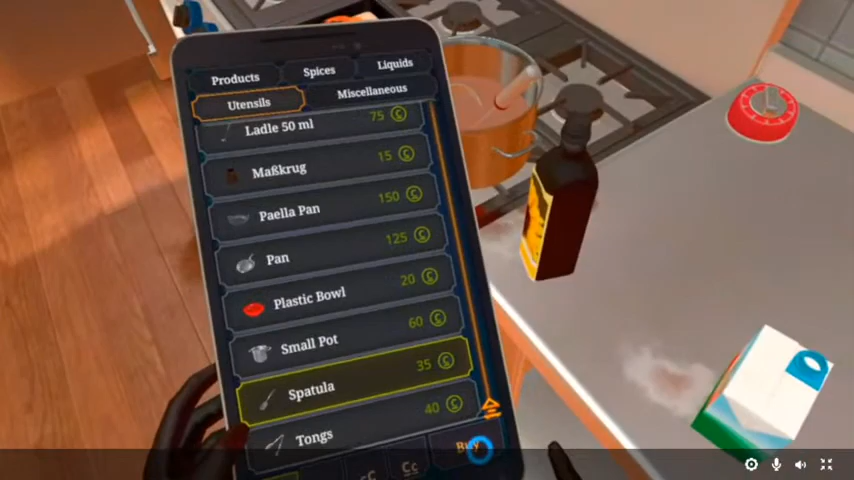 Products Spices Liquids
Utensils Miscellaneous
Ladle 50 ml 75
Maßkrug 15
Paella Pan 150
Pan 125
Plastic Bowl 20
Small Pot 60
Spatula 35
Tongs 40
Buy